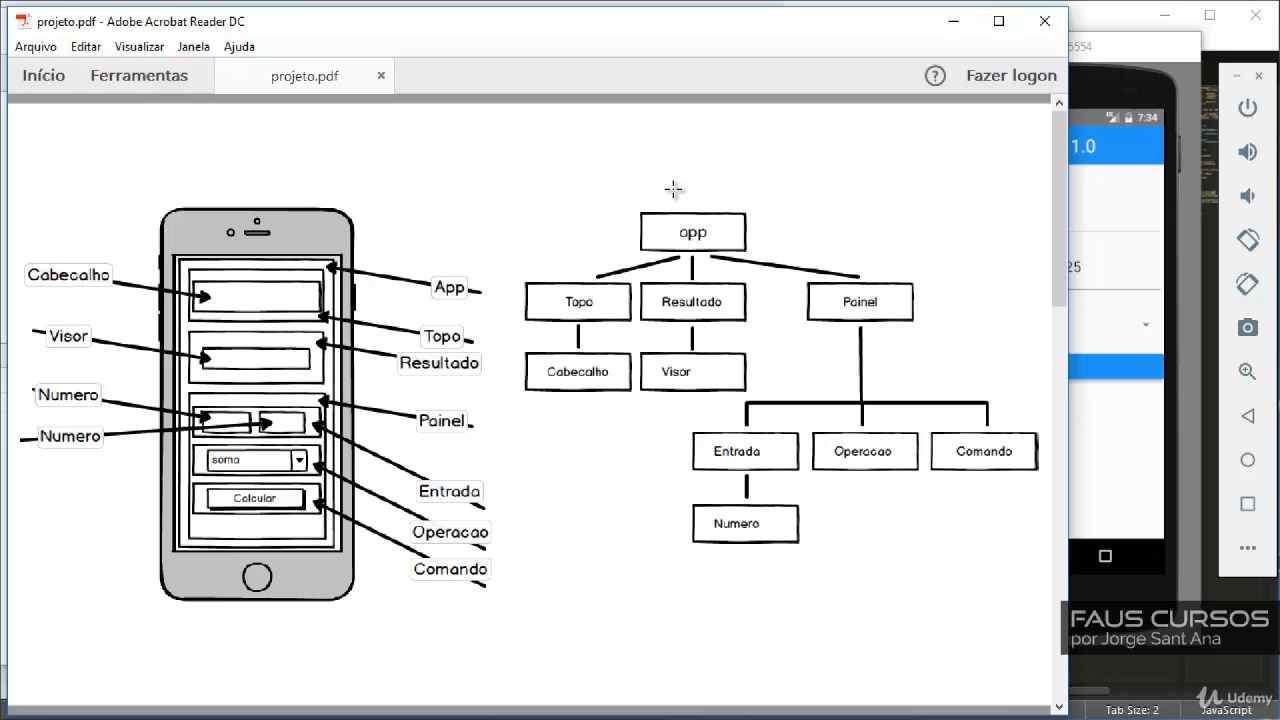 projeto.pdf - Adobe Acrobat Reader DC
Arquivo Editar Visualizar Janela Ajuda
5554
Início Ferramentas projeto.pdf Fazer logon
7:34
1.0
app
Cabecalho
App
25
Topo Resultado Painel
Visor
Topo
Resultado
Cabecalho Visor
Numero
Painel
Numero
Entrada Operacao Comando
soma
Calcular
Entrada
Numero
Operacao
Comando
FAUS CURSOS
por Jorge Sant Ana
Udemy
Tab Size: 2 JavaScript